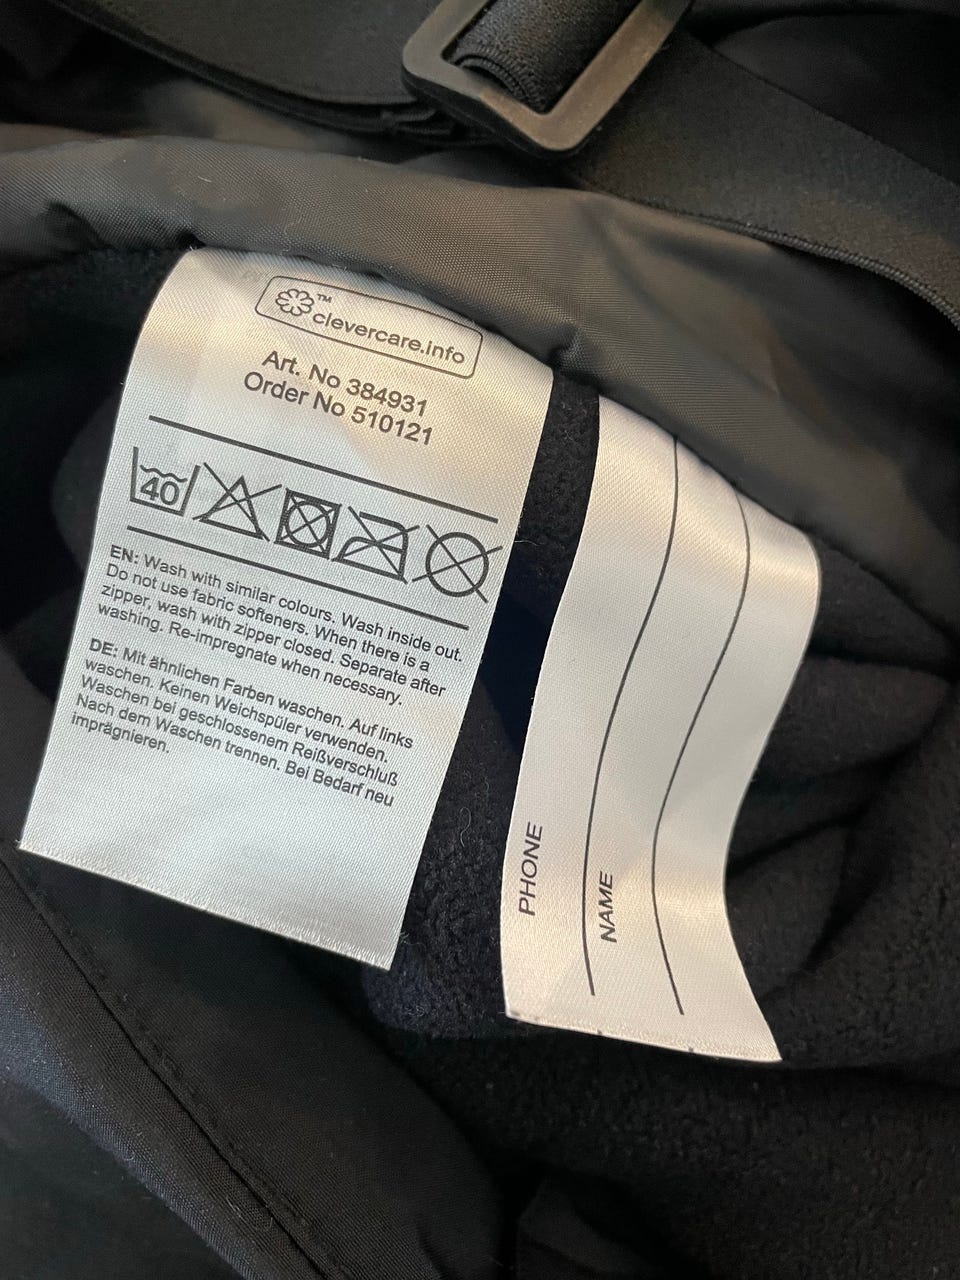 ™
clevercare.info
Art. No 384931
Order No 510121
40
EN: Wash with similar colours. Wash inside out.
Do not use fabric softeners. When there is a
zipper, wash with zipper closed. Separate after
washing. Re-impregnate when necessary.
DE: Mit ähnlichen Farben waschen. Auf links
waschen. Keinen Weichspüler verwenden.
Waschen bei geschlossenem Reißverschluß
Nach dem Waschen trennen. Bei Bedarf neu
imprägnieren.
PHONE
NAME